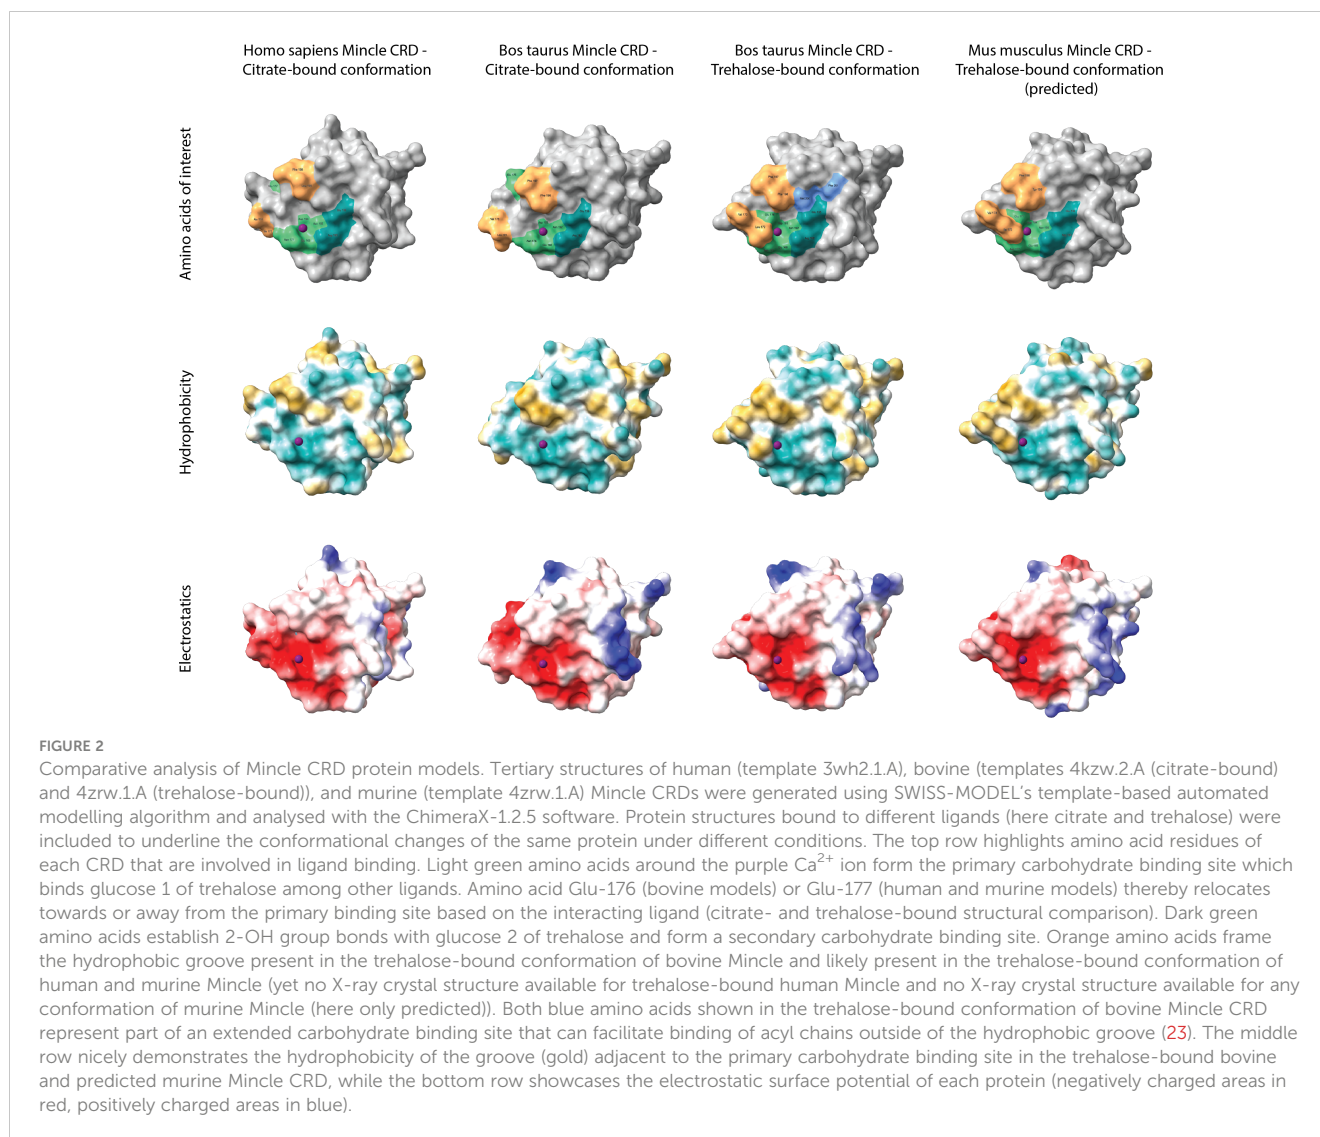 Homo sapiens Mincle CRD -
Citrate-bound conformation
Bos taurus Mincle CRD -
Citrate-bound conformation
Bos taurus Mincle CRD -
Trehalose-bound conformation
Mus musculus Mincle CRD -
Trehalose-bound conformation
(predicted)
Amino acids of interest
Hydrophobicity
Electrostatics
FIGURE 2
Comparative analysis of Mincle CRD protein models. Tertiary structures of human (template 3wh2.1.A), bovine (templates 4kzw.2.A (citrate-bound)
and 4zrw.1.A (trehalose-bound)), and murine (template 4zrw.1.A) Mincle CRDs were generated using SWISS-MODEL's template-based automated
modelling algorithm and analysed with the ChimeraX-1.2.5 software. Protein structures bound to different ligands (here citrate and trehalose) were
included to underline the conformational changes of the same protein under different conditions. The top row highlights amino acid residues of
each CRD that are involved in ligand binding. Light green amino acids around the purple Ca2+ ion form the primary carbohydrate binding site which
binds glucose 1 of trehalose among other ligands. Amino acid Glu-176 (bovine models) or Glu-177 (human and murine models) thereby relocates
towards or away from the primary binding site based on the interacting ligand (citrate- and trehalose-bound structural comparison). Dark green
amino acids establish 2-OH group bonds with glucose 2 of trehalose and form a secondary carbohydrate binding site. Orange amino acids frame
the hydrophobic groove present in the trehalose-bound conformation of bovine Mincle and likely present in the trehalose-bound conformation of
human and murine Mincle (yet no X-ray crystal structure available for trehalose-bound human Mincle and no X-ray crystal structure available for any
conformation of murine Mincle (here only predicted)). Both blue amino acids shown in the trehalose-bound conformation of bovine Mincle CRD
represent part of an extended carbohydrate binding site that can facilitate binding of acyl chains outside of the hydrophobic groove (23). The middle
row nicely demonstrates the hydrophobicity of the groove (gold) adjacent to the primary carbohydrate binding site in the trehalose-bound bovine
and predicted murine Mincle CRD, while the bottom row showcases the electrostatic surface potential of each protein (negatively charged areas in
red, positively charged areas in blue).